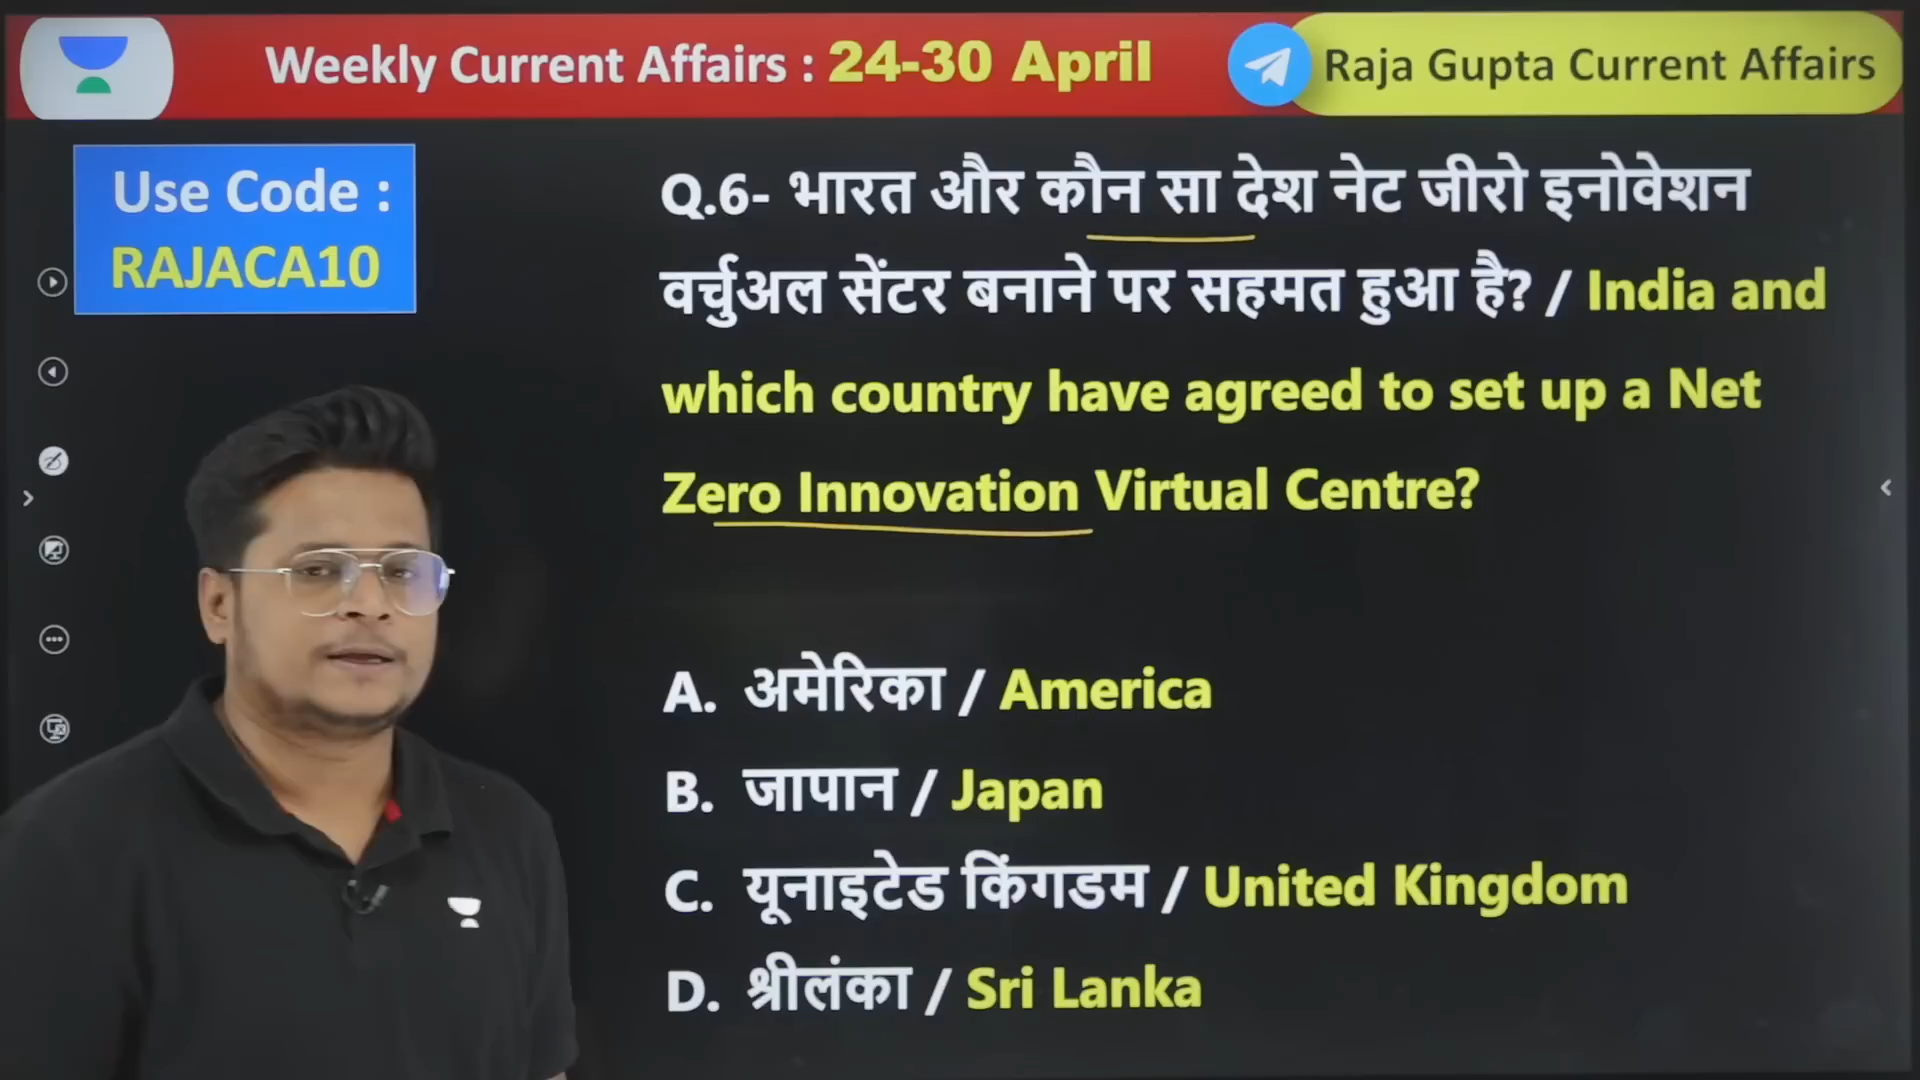 Weekly Current Affairs : 24-30 April
Raja Gupta Current Affairs
Use Code :
RAJACA10
Q.6- भारत और कौन सा देश नेट जीरो इनोवेशन
वर्चुअल सेंटर बनाने पर सहमत हुआ है? / India and
which country have agreed to set up a Net
Zero Innovation Virtual Centre?
A. अमेरिका / America
B. जापान / Japan
C. यूनाइटेड किंगडम / United Kingdom
D. श्रीलंका / Sri Lanka